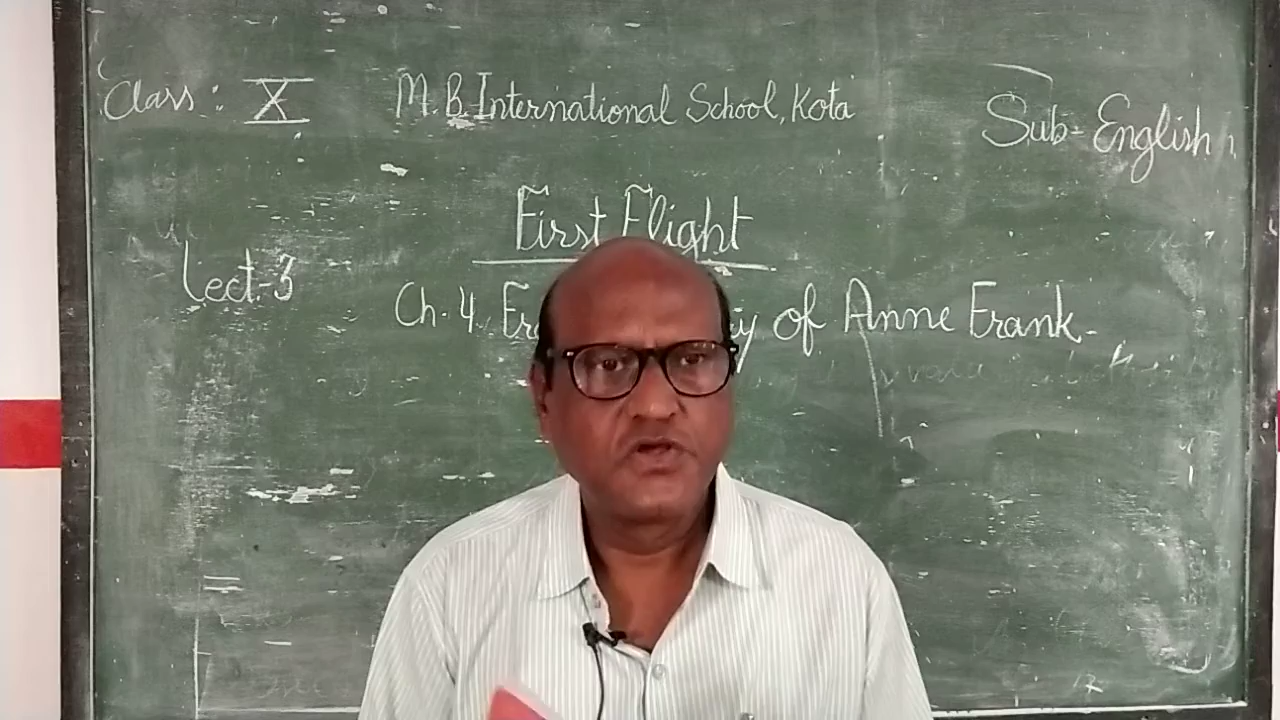 Class : X M. B. International School, Kota Sub - English
First Flight
Lect.-3
Ch. 4 of Anne Frank